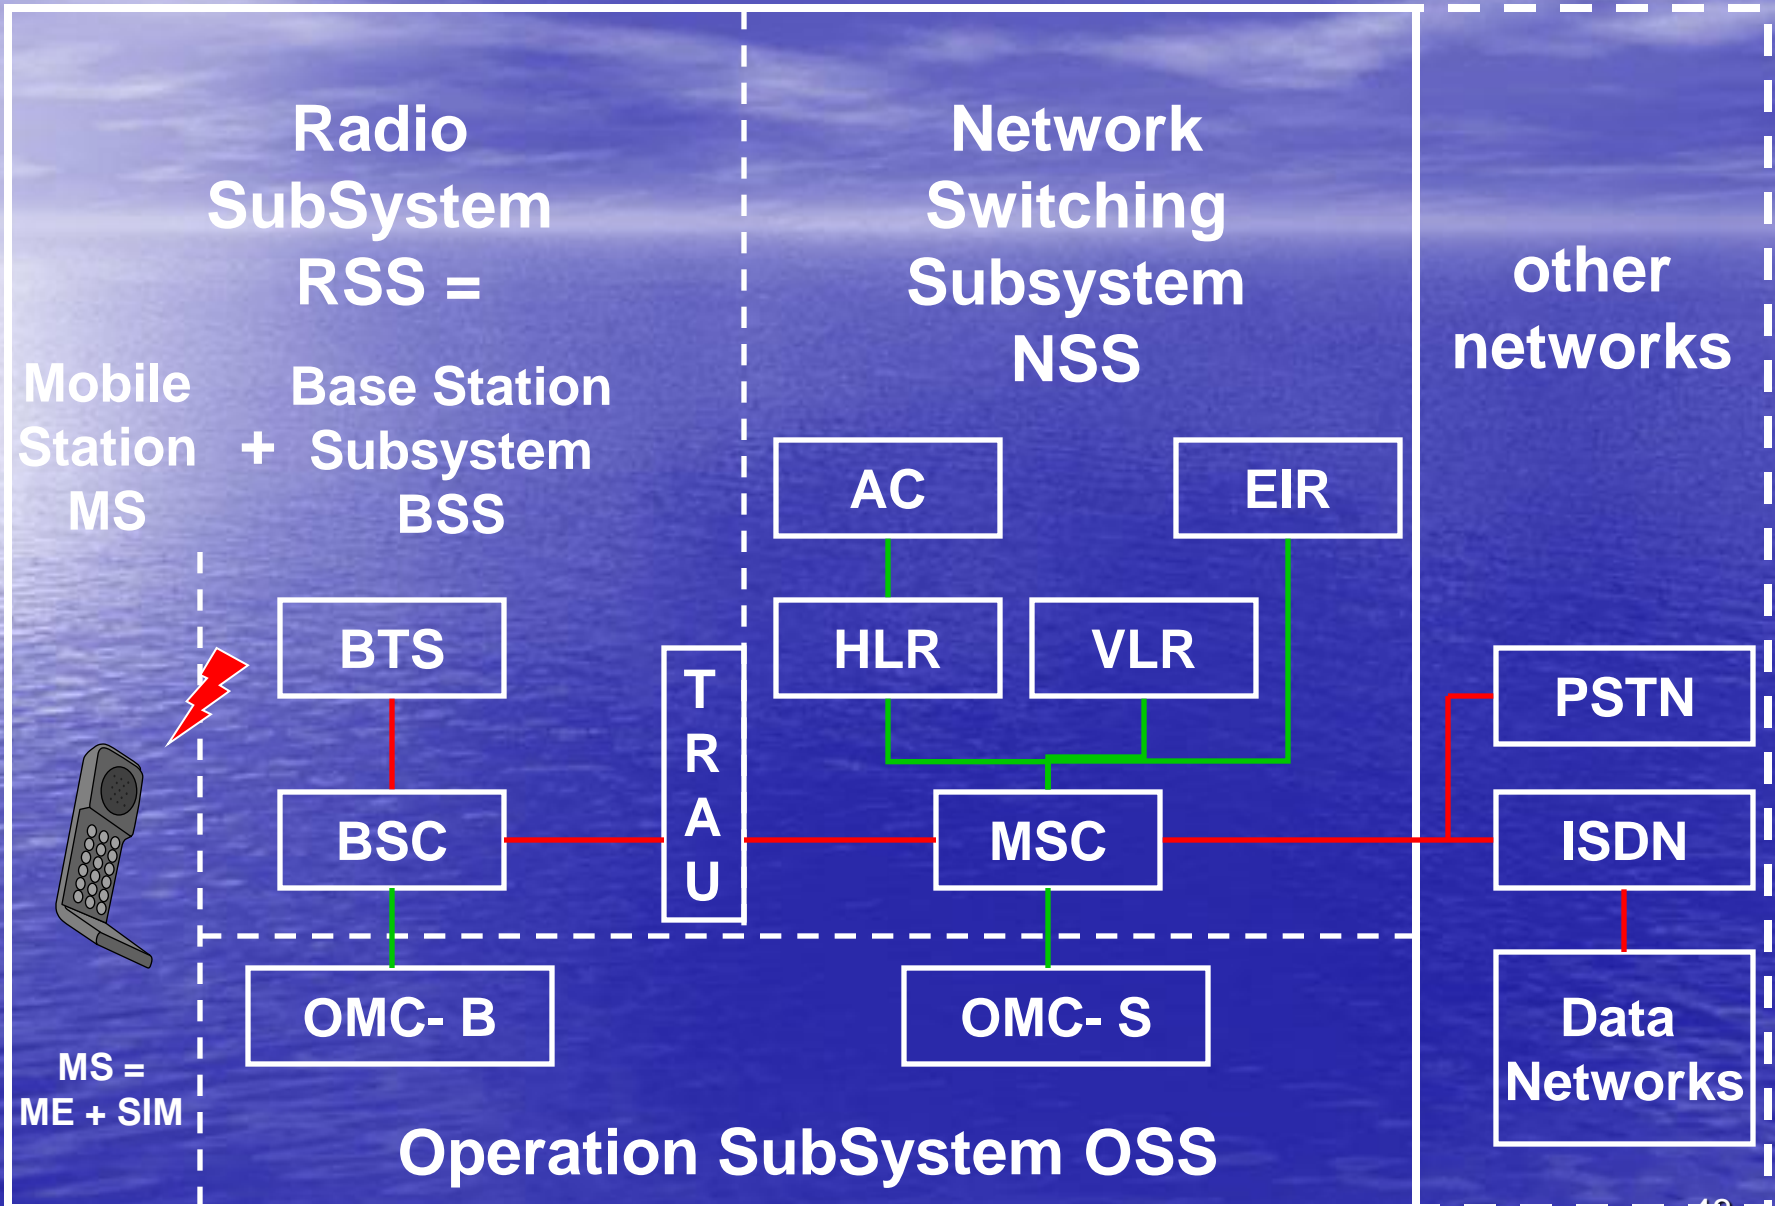 Radio
SubSystem
RSS =
Mobile
Station
MS
+
Base Station
Subsystem
BSS
Network
Switching
Subsystem
NSS
other
networks
AC
EIR
BTS
HLR
VLR
T
R
A
U
PSTN
BSC
MSC
ISDN
OMC- B
OMC- S
Data
Networks
MS =
ME + SIM
Operation SubSystem OSS